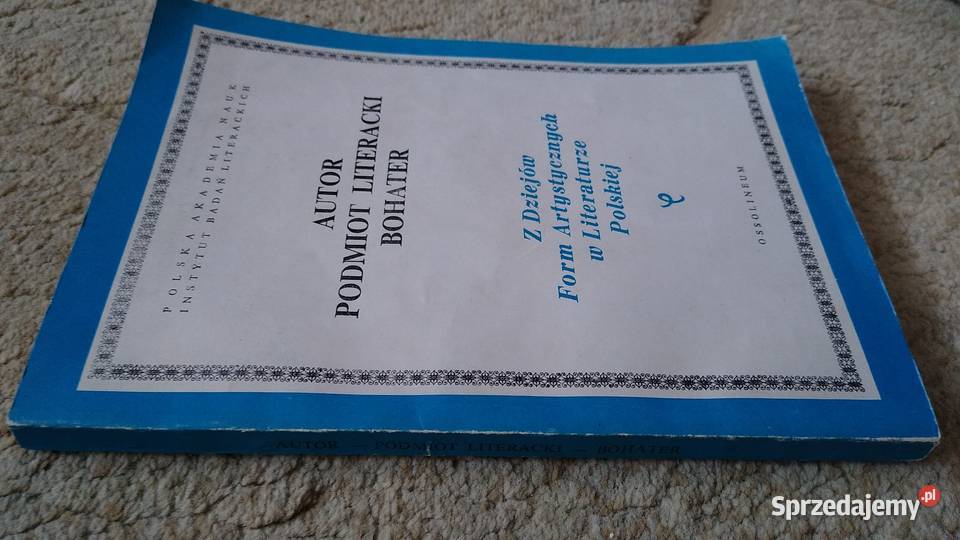 POLSKA AKADEMIA NAUK
INSTYTUT BADAŃ LITERACKICH
AUTOR
PODMIOT LITERACKI
BOHATER
Z Dziejów
Form Artystycznych
w Literaturze
Polskiej
OSSOLINEUM
AUTOR — PODMIOT LITERACKI — BOHATER
Sprzedajemy.pl